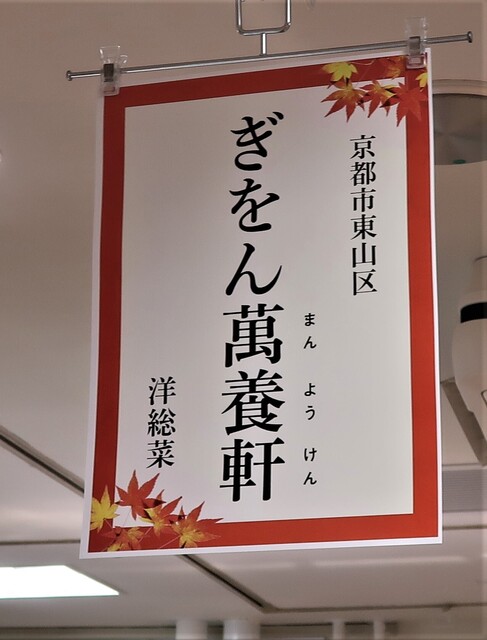 京都市東山区
まん よう けん
ぎをん萬養軒
洋総菜